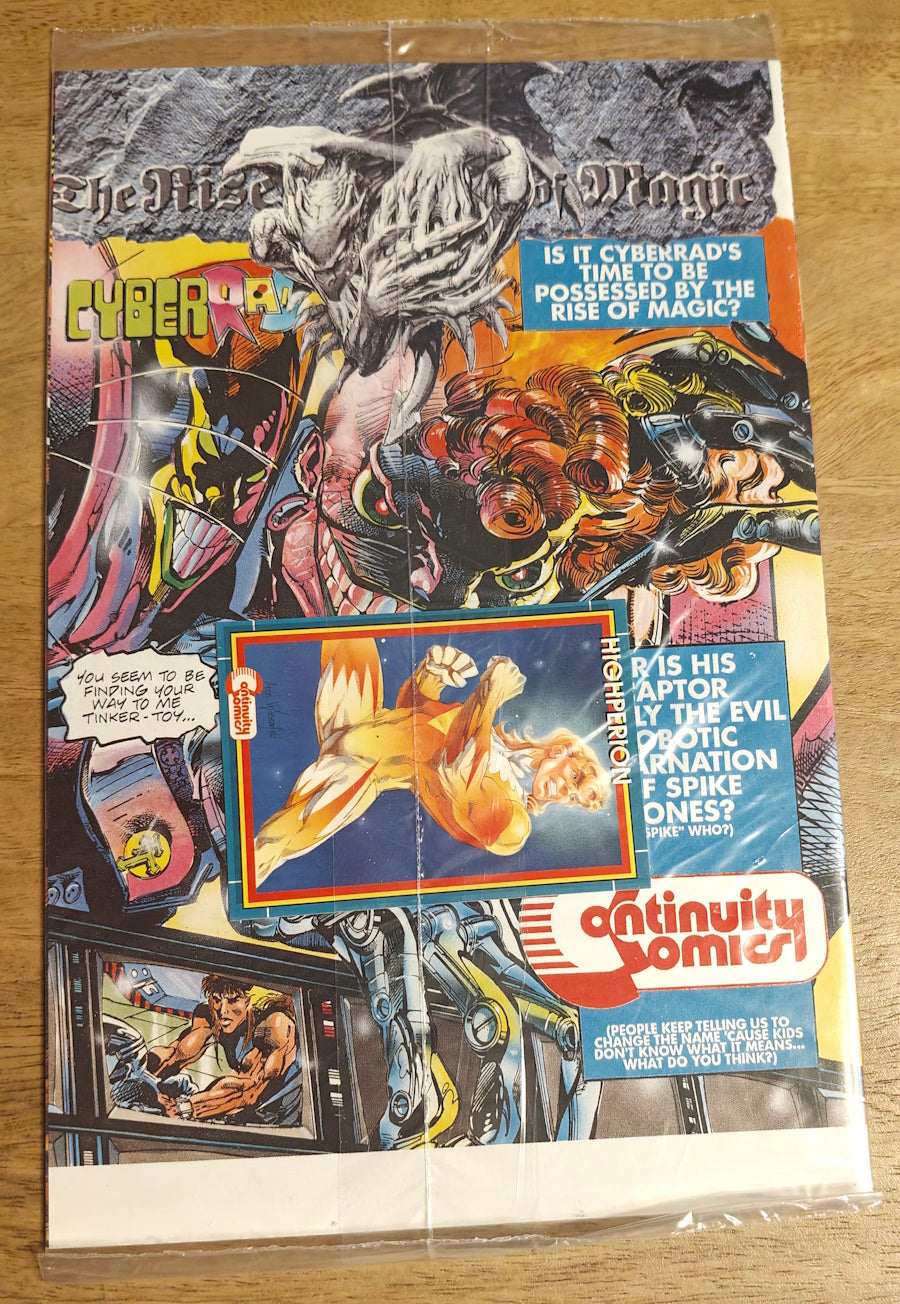 The Rise of Magic
CYBERRAD
IS IT CYBERRAD'S
TIME TO BE
POSSESSED BY THE
RISE OF MAGIC?
YOU SEEM TO BE
FINDING YOUR
WAY TO ME
TINKER-TOY...
Continuity
Comics
HIGHPERION
R IS HIS
APTOR
LY THE EVIL
OBOTIC
RNATION
F SPIKE
ONES?
SPIKE" WHO?)
Continuity
Comics
(PEOPLE KEEP TELLING US TO
CHANGE THE NAME 'CAUSE KIDS
DON'T KNOW WHAT IT MEANS...
WHAT DO YOU THINK?)